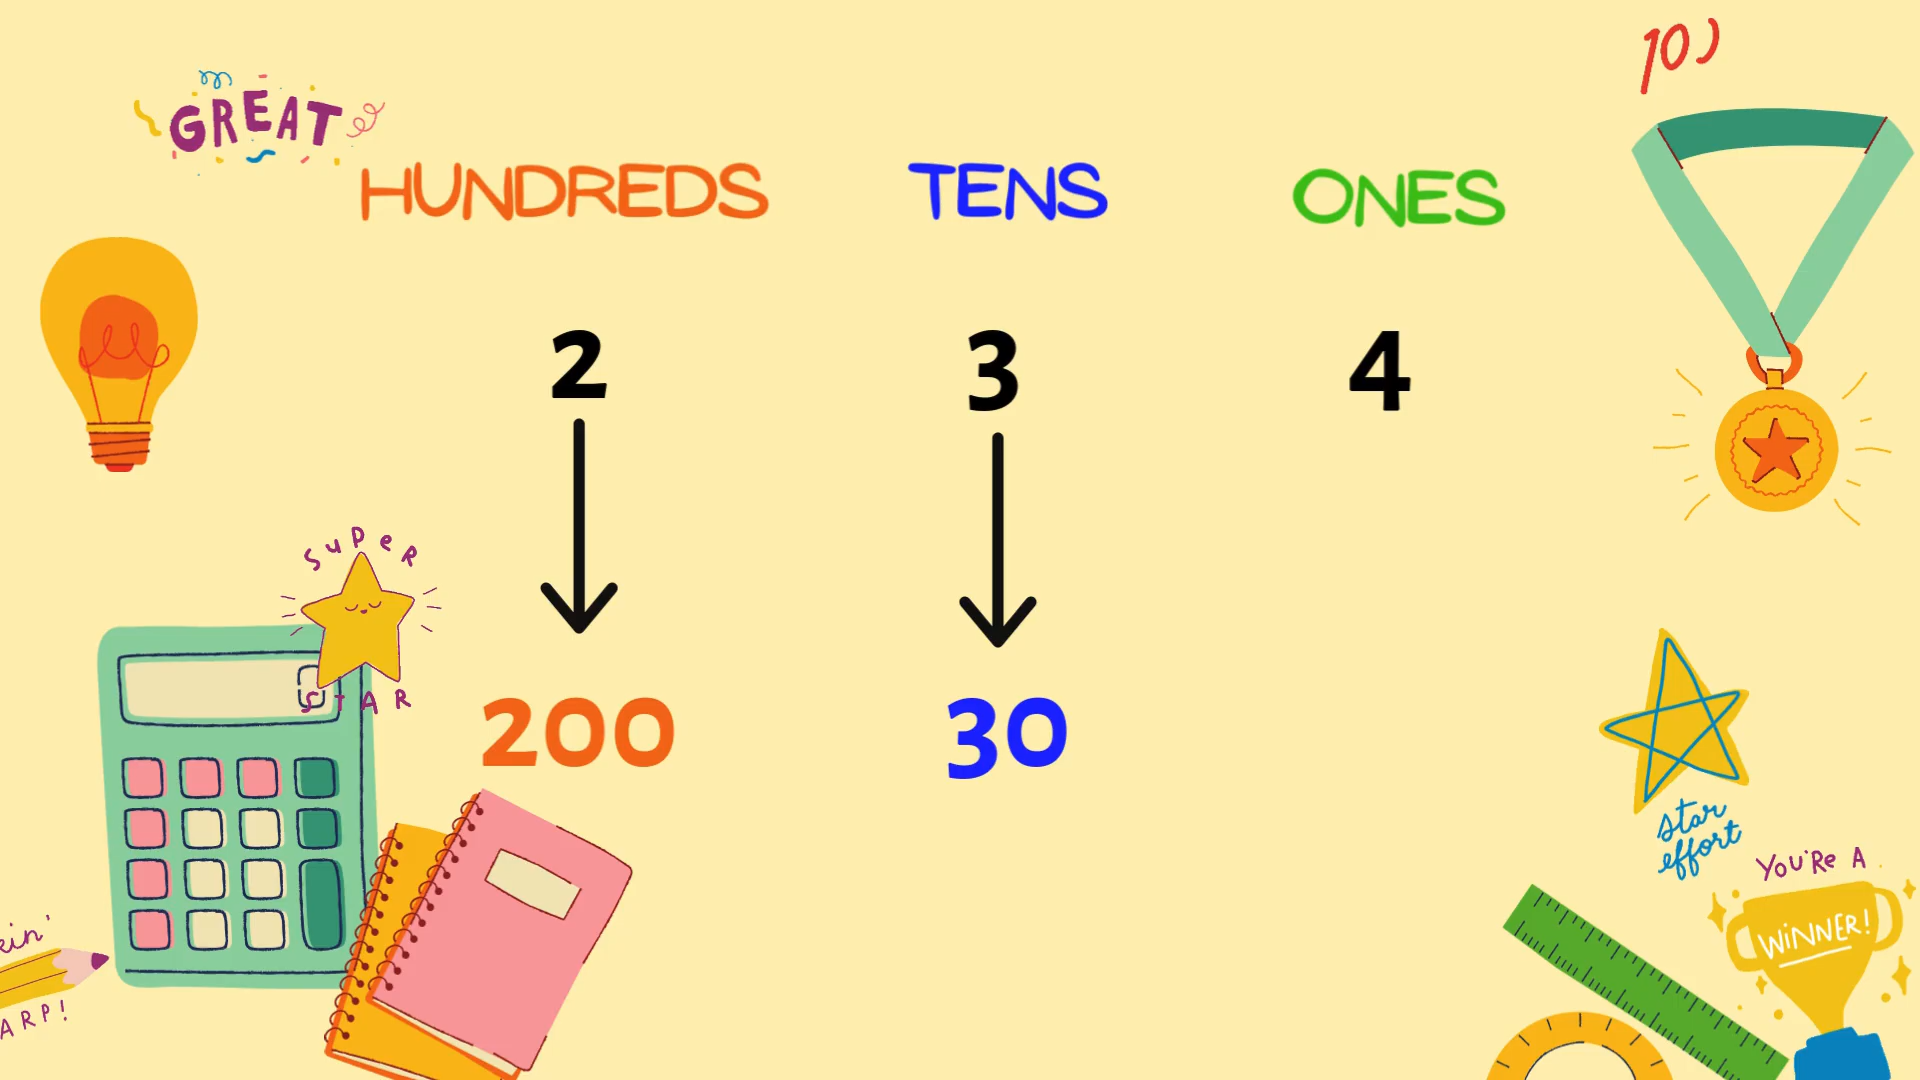 GREAT
HUNDREDS TENS ONES
2 3 4
200 30
SUPER
STAR
star
effort
YOU'RE A
WINNER!